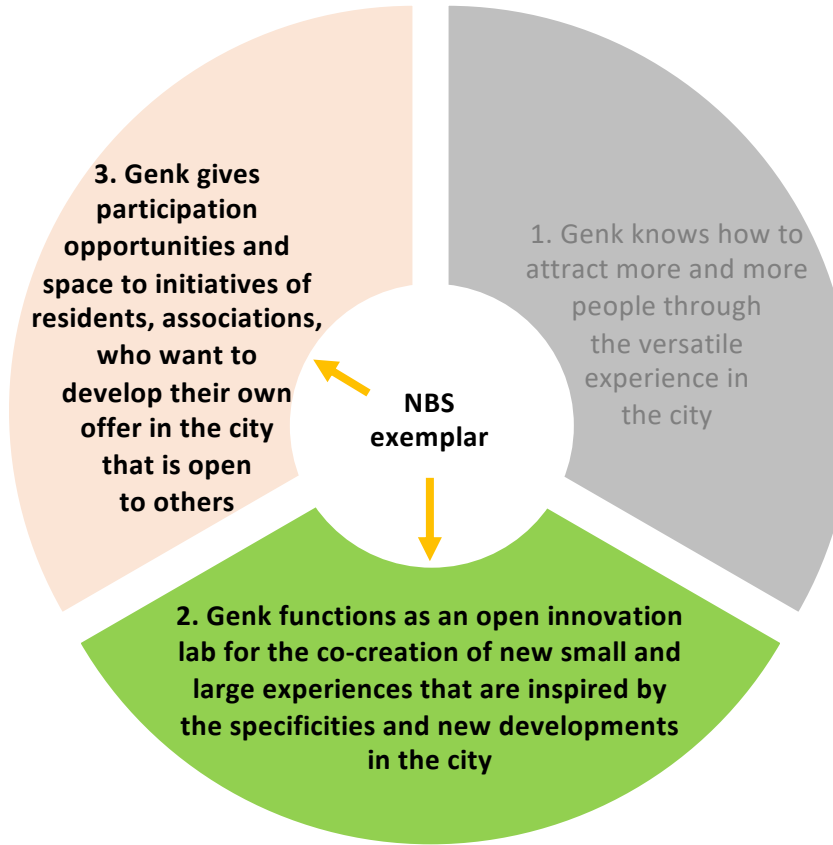 3. Genk gives
participation
opportunities and
space to initiatives of
residents, associations,
who want to
develop their own
offer in the city
that is open
to others
1. Genk knows how to
attract more and more
people through
the versatile
experience in
the city
NBS
exemplar
2. Genk functions as an open innovation
lab for the co-creation of new small and
large experiences that are inspired by
the specificities and new developments
in the city